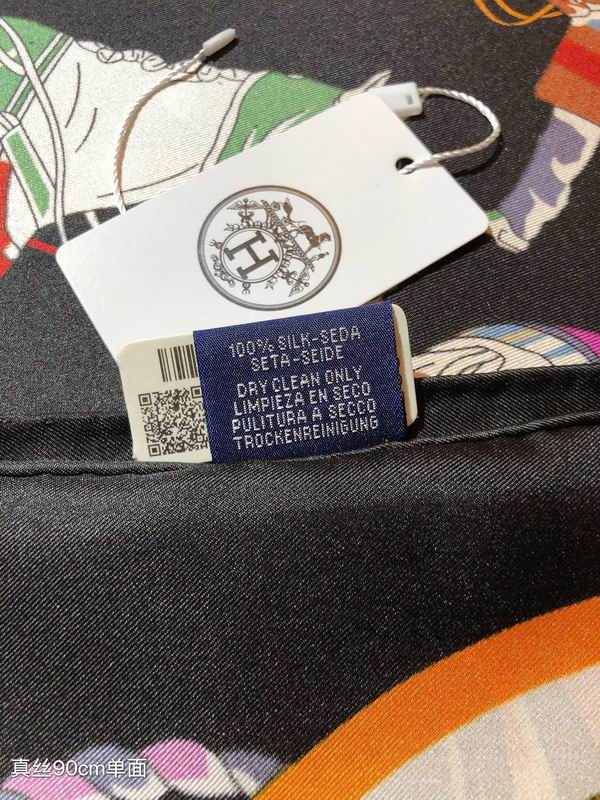 H
100% SILK-SEDA
SETA-SEIDE
DRY CLEAN ONLY
LIMPIEZA EN SECO
PULITURA A SECCO
TROCKENREINIGUNG
真丝90cm单面